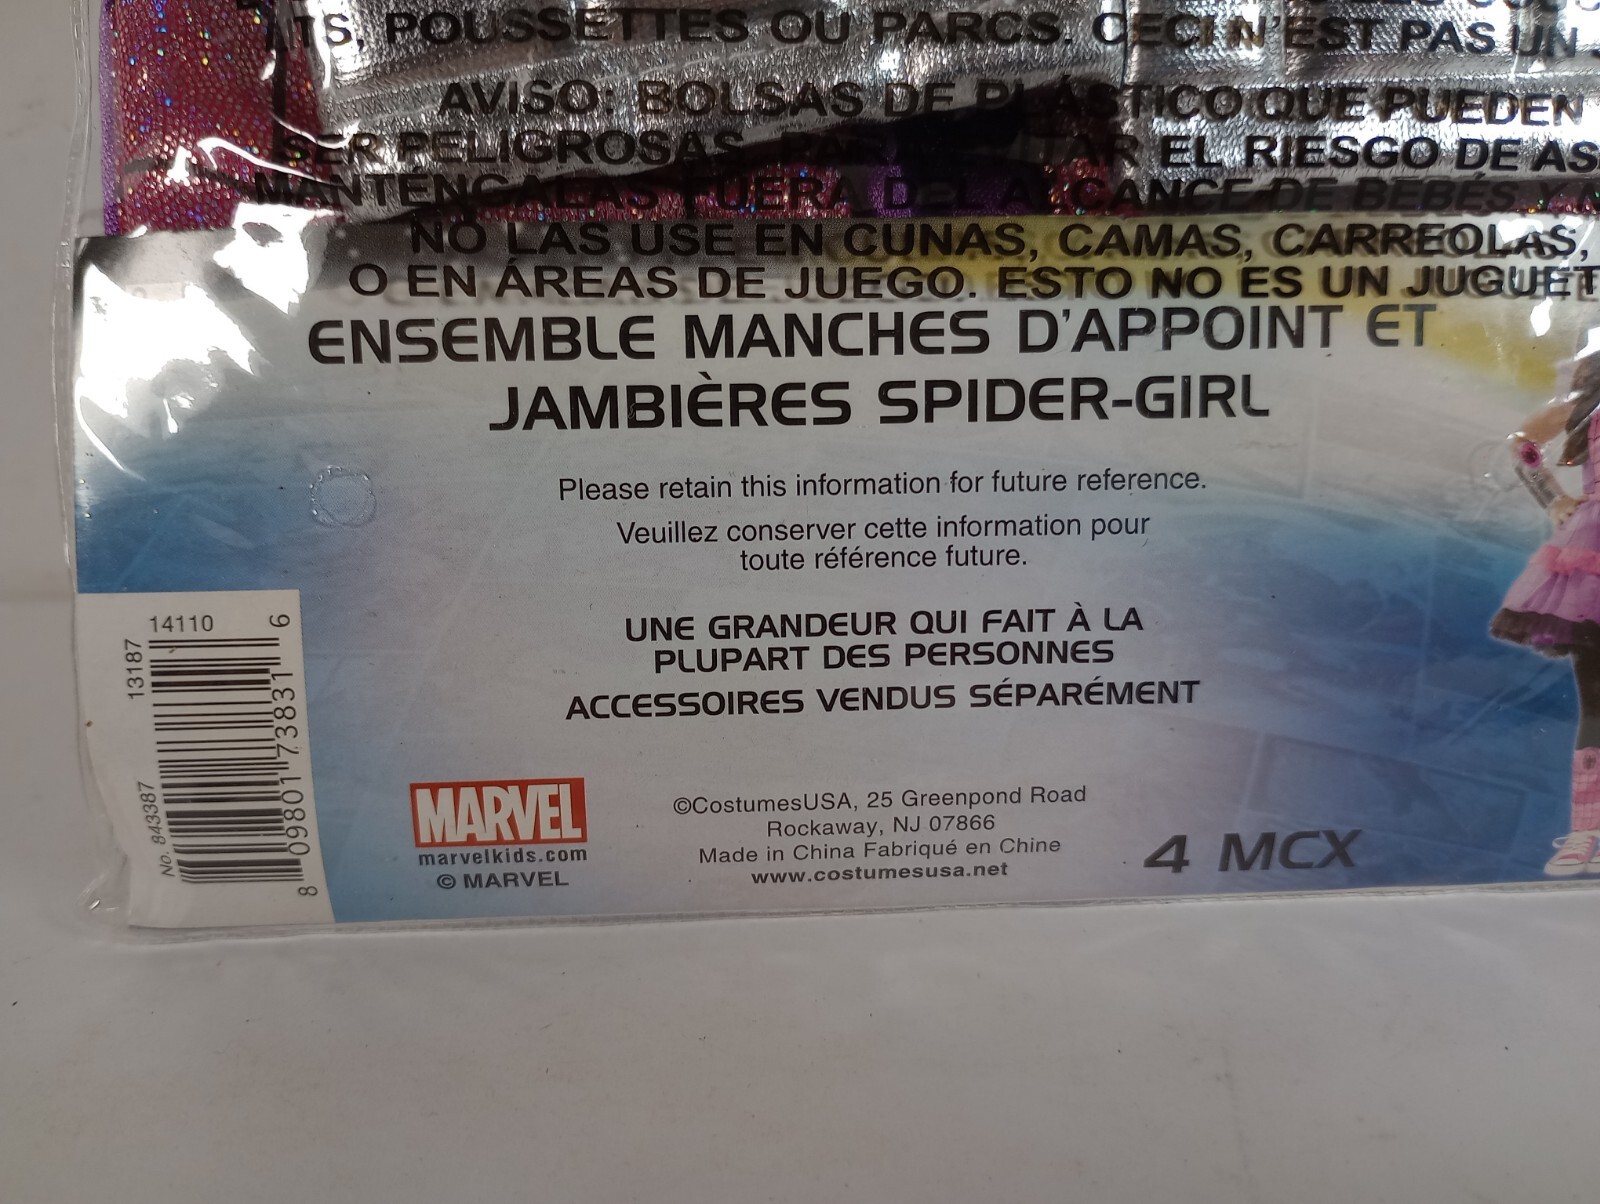 POUSSETTES OU PARCS. CECI N'EST PAS UN
AVISO: BOLSAS DE PLÁSTICO QUE PUEDEN
SER PELIGROSAS. EL RIESGO DE AS
MANTÉNGALAS FUERA DEL ALCANCE DE BEBÉS Y
NO LAS USE EN CUNAS, CAMAS, CARREOLAS,
O EN ÁREAS DE JUEGO. ESTO NO ES UN JUGUET
ENSEMBLE MANCHES D'APPOINT ET
JAMBIÈRES SPIDER-GIRL
Please retain this information for future reference.
Veuillez conserver cette information pour
toute référence future.
UNE GRANDEUR QUI FAIT À LA
PLUPART DES PERSONNES
ACCESSOIRES VENDUS SÉPARÉMENT
14110
13187
No. 843387
8 09801 73831 6
MARVEL
marvelkids.com
© MARVEL
©CostumesUSA, 25 Greenpond Road
Rockaway, NJ 07866
Made in China Fabriqué en Chine
www.costumesusa.net
4 MCX